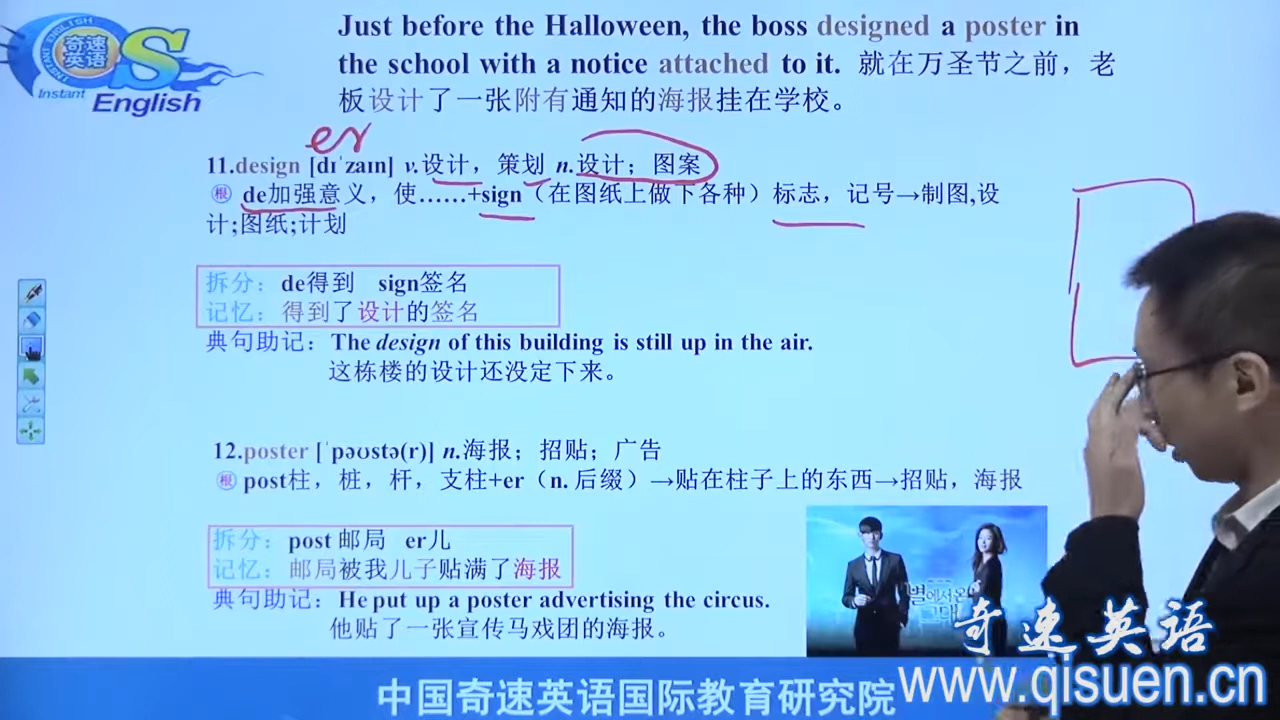 INSTANT ENGLISH
奇速
英语
S
Instant
English
Just before the Halloween, the boss designed a poster in
the school with a notice attached to it. 就在万圣节之前，老
板设计了一张附有通知的海报挂在学校。
er
11.design [dɪˈzaɪn] v.设计，策划 n.设计；图案
根 de加强意义，使……+sign（在图纸上做下各种）标志，记号→制图,设
计;图纸;计划
拆分：de得到 sign签名
记忆：得到了设计的签名
典句助记：The design of this building is still up in the air.
这栋楼的设计还没定下来。
12.poster [ˈpəʊstə(r)] n.海报；招贴；广告
根 post柱，桩，杆，支柱+er（n. 后缀）→贴在柱子上的东西→招贴，海报
拆分：post 邮局 er儿
记忆：邮局被我儿子贴满了海报
典句助记：He put up a poster advertising the circus.
他贴了一张宣传马戏团的海报。
별에서 온
그대
奇速英语
www.qisuen.cn
中国奇速英语国际教育研究院